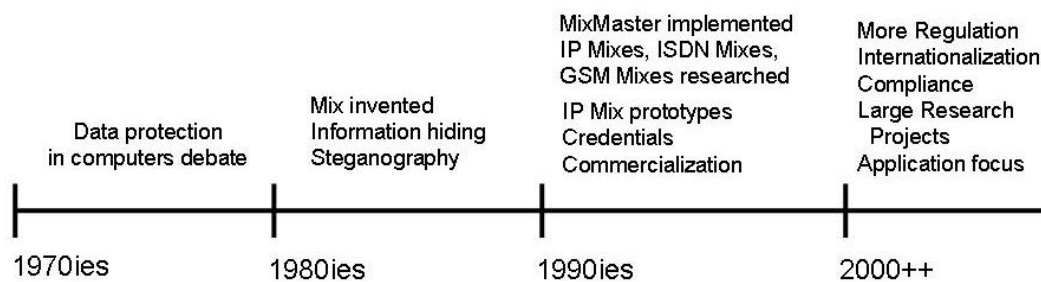 Data protection
in computers debate
Mix invented
Information hiding
Steganography
MixMaster implemented
IP Mixes, ISDN Mixes,
GSM Mixes researched
IP Mix prototypes
Credentials
Commercialization
More Regulation
Internationalization
Compliance
Large Research
Projects
Application focus
1970ies
1980ies
1990ies
2000++